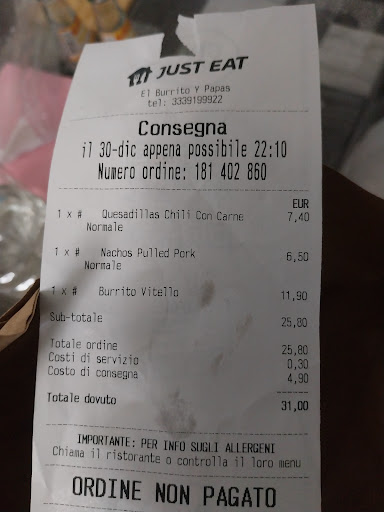 JUST EAT
El Burrito Y Papas
tel: 3339199922
Consegna
il 30-dic appena possibile 22:10
Numero ordine: 181 402 860
EUR
1 x # Quesadillas Chili Con Carne 7,40
Normale
1 x # Nachos Pulled Pork 6,50
Normale
1 x # Burrito Vitello 11,90
Sub-totale 25,80
Totale ordine 25,80
Costi di servizio 0,30
Costo di consegna 4,90
Totale dovuto 31,00
IMPORTANTE: PER INFO SUGLI ALLERGENI
Chiama il ristorante o controlla il loro menu
ORDINE NON PAGATO